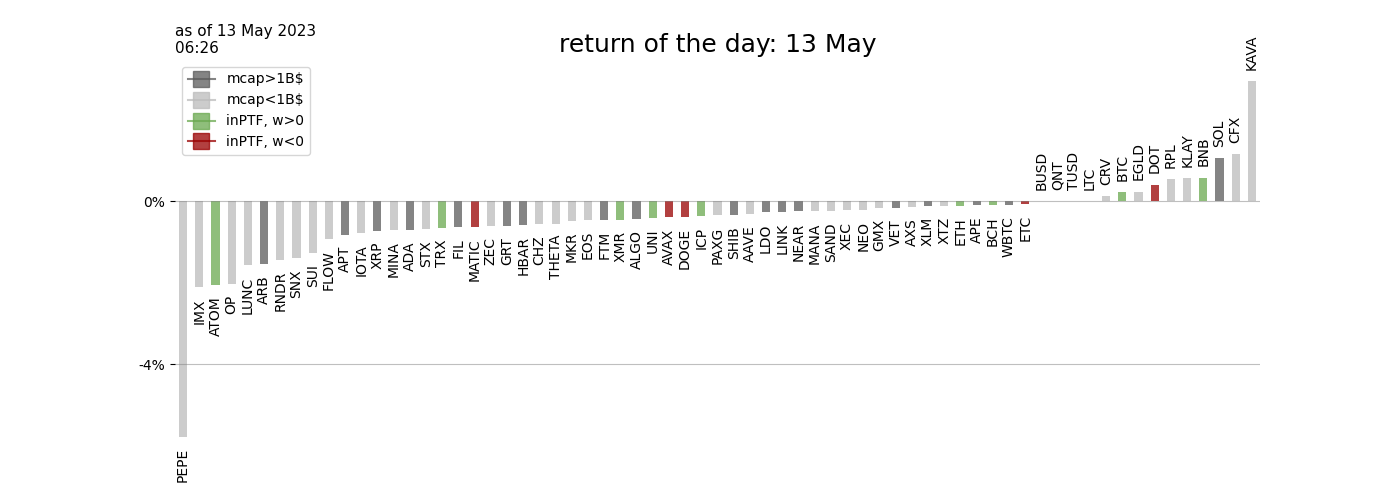 as of 13 May 2023
06:26
return of the day: 13 May
mcap>1B$
mcap<1B$
inPTF, w>0
inPTF, w<0
0%
-4%
PEPE
IMX
ATOM
OP
LUNC
ARB
RNDR
SNX
SUI
FLOW
APT
IOTA
XRP
MINA
ADA
STX
TRX
FIL
MATIC
ZEC
GRT
HBAR
CHZ
THETA
MKR
EOS
FTM
XMR
ALGO
UNI
AVAX
DOGE
ICP
PAXG
SHIB
AAVE
LDO
LINK
NEAR
MANA
SAND
XEC
NEO
GMX
VET
AXS
XLM
XTZ
ETH
APE
BCH
WBTC
ETC
BUSD
QNT
TUSD
LTC
CRV
BTC
EGLD
DOT
RPL
KLAY
BNB
SOL
CFX
KAVA